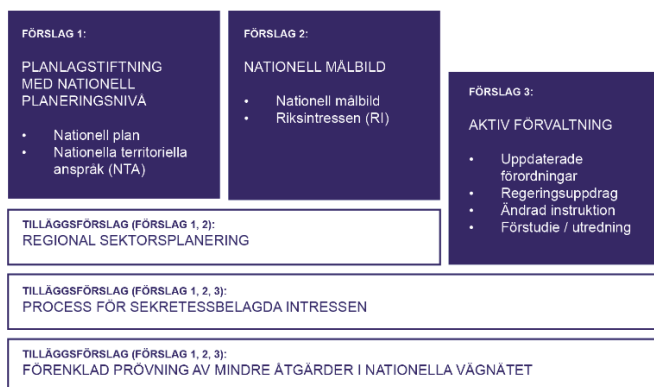 FÖRSLAG 1:
PLANLAGSTIFTNING
MED NATIONELL
PLANERINGSNIVÅ
• Nationell plan
• Nationella territoriella
anspråk (NTA)
FÖRSLAG 2:
NATIONELL MÅLBILD
• Nationell målbild
• Riksintressen (RI)
FÖRSLAG 3:
AKTIV FÖRVALTNING
• Uppdaterade
förordningar
• Regeringsuppdrag
• Ändrad instruktion
• Förstudie / utredning
TILLÄGGSFÖRSLAG (FÖRSLAG 1, 2):
REGIONAL SEKTORSPLANERING
TILLÄGGSFÖRSLAG (FÖRSLAG 1, 2, 3):
PROCESS FÖR SEKRETESSBELAGDA INTRESSEN
TILLÄGGSFÖRSLAG (FÖRSLAG 1, 2, 3):
FÖRENKLAD PRÖVNING AV MINDRE ÅTGÄRDER I NATIONELLA VÄGNÄTET